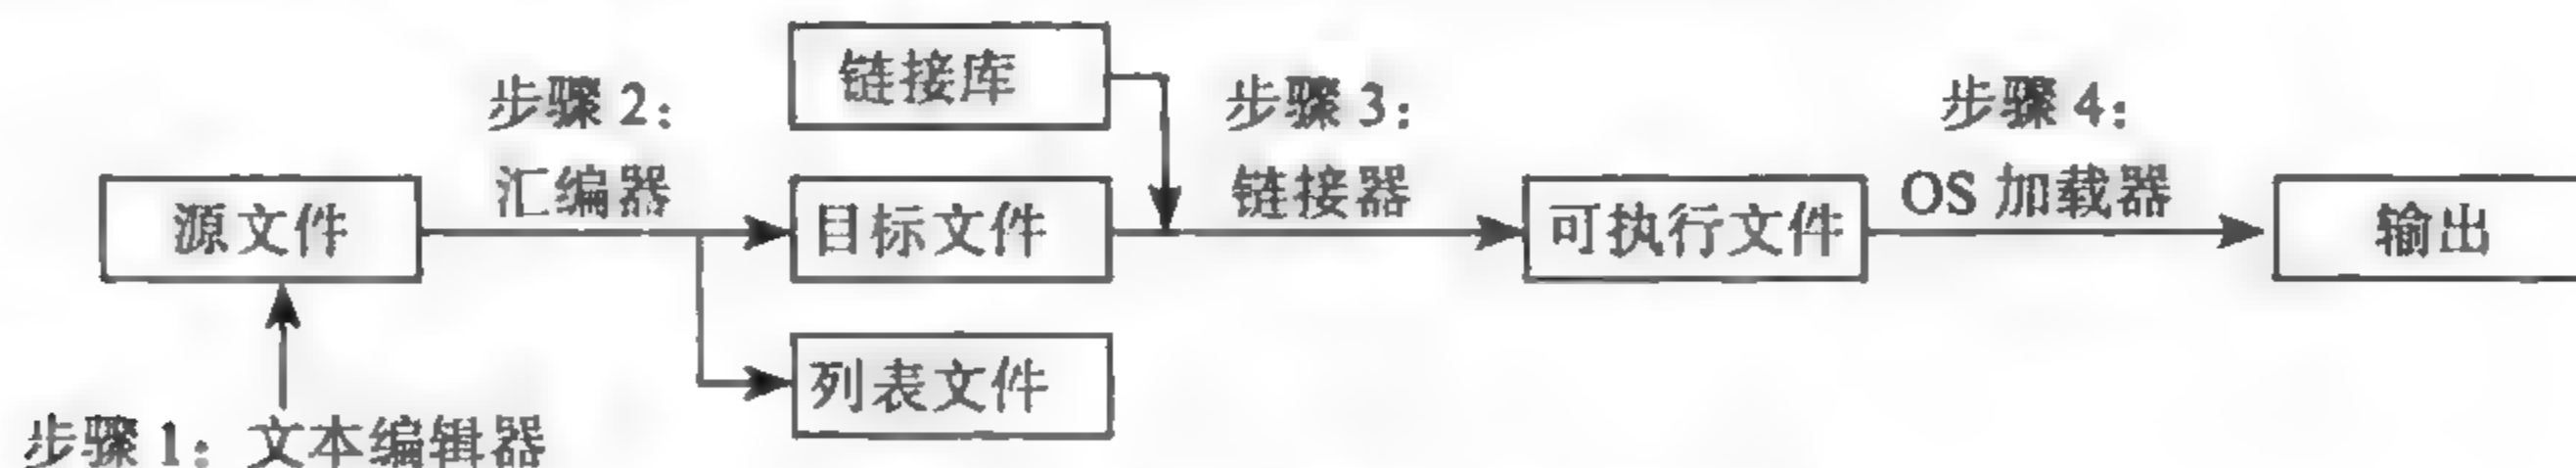 链接库
步骤 2:
汇编器
步骤 3:
链接器
步骤 4:
OS 加载器
源文件
目标文件
可执行文件
输出
列表文件
步骤 1: 文本编辑器